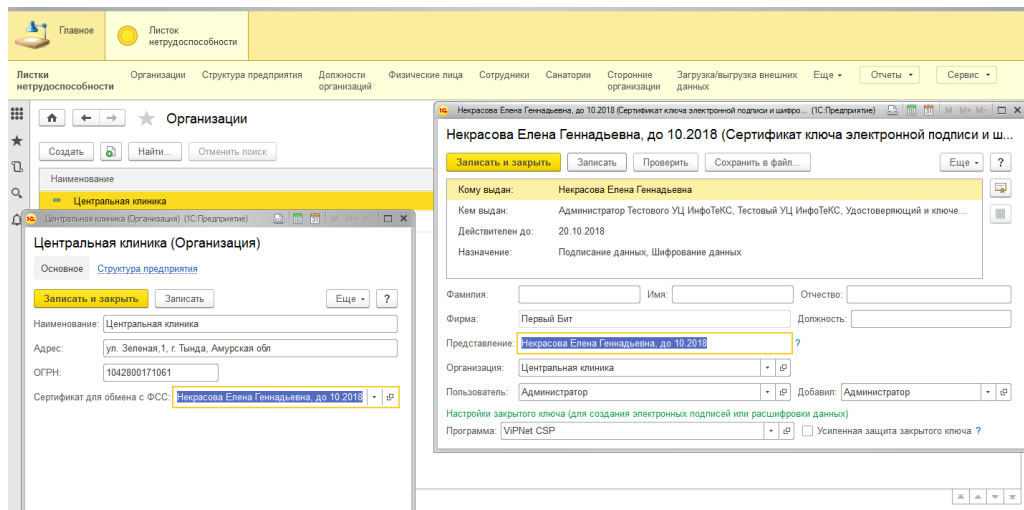 Главное
Листок нетрудоспособности
Листки нетрудоспособности
Организации
Структура предприятия
Должности организаций
Физические лица
Сотрудники
Санатории
Сторонние организации
Загрузка/выгрузка внешних данных
Еще
Отчеты
Сервис
Организации
Создать
Найти...
Отменить поиск
Наименование
Центральная клиника
Центральная клиника (Организация) (1С:Предприятие)
M M+ M-
Центральная клиника (Организация)
Основное Структура предприятия
Записать и закрыть Записать Еще ?
Наименование: Центральная клиника
Адрес: ул. Зеленая,1, г. Тында, Амурская обл
ОГРН: 1042800171061
Сертификат для обмена с ФСС: Некрасова Елена Геннадьевна, до 10.2018
Некрасова Елена Геннадьевна, до 10.2018 (Сертификат ключа электронной подписи и шифро... (1С:Предприятие)
M M+ M-
Некрасова Елена Геннадьевна, до 10.2018 (Сертификат ключа электронной подписи и ш...
Записать и закрыть Записать Проверить Сохранить в файл... Еще ?
Кому выдан: Некрасова Елена Геннадьевна
Кем выдан: Администратор Тестового УЦ ИнфоТеКС, Тестовый УЦ ИнфоТеКС, Удостоверяющий и ключе...
Действителен до: 20.10.2018
Назначение: Подписание данных, Шифрование данных
Фамилия: Имя: Отчество:
Фирма: Первый Бит Должность:
Представление: Некрасова Елена Геннадьевна, до 10.2018 ?
Организация: Центральная клиника
Пользователь: Администратор Добавил: Администратор
Настройки закрытого ключа (для создания электронных подписей или расшифровки данных)
Программа: ViPNet CSP Усиленная защита закрытого ключа ?